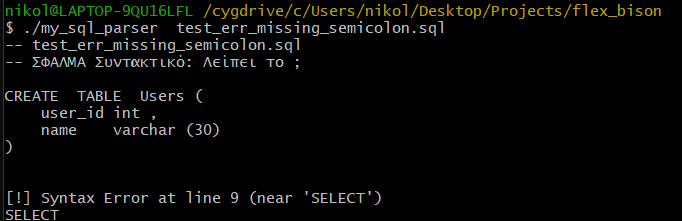 nikol@LAPTOP-9QU16LFL /cygdrive/c/Users/nikol/Desktop/Projects/flex_bison
$ ./my_sql_parser  test_err_missing_semicolon.sql
-- test_err_missing_semicolon.sql
-- ΣΦΑΛΜΑ Συντακτικό: Λείπει το ;
CREATE  TABLE  Users (
    user_id int ,
    name    varchar (30)
)
[!] Syntax Error at line 9 (near 'SELECT')
SELECT